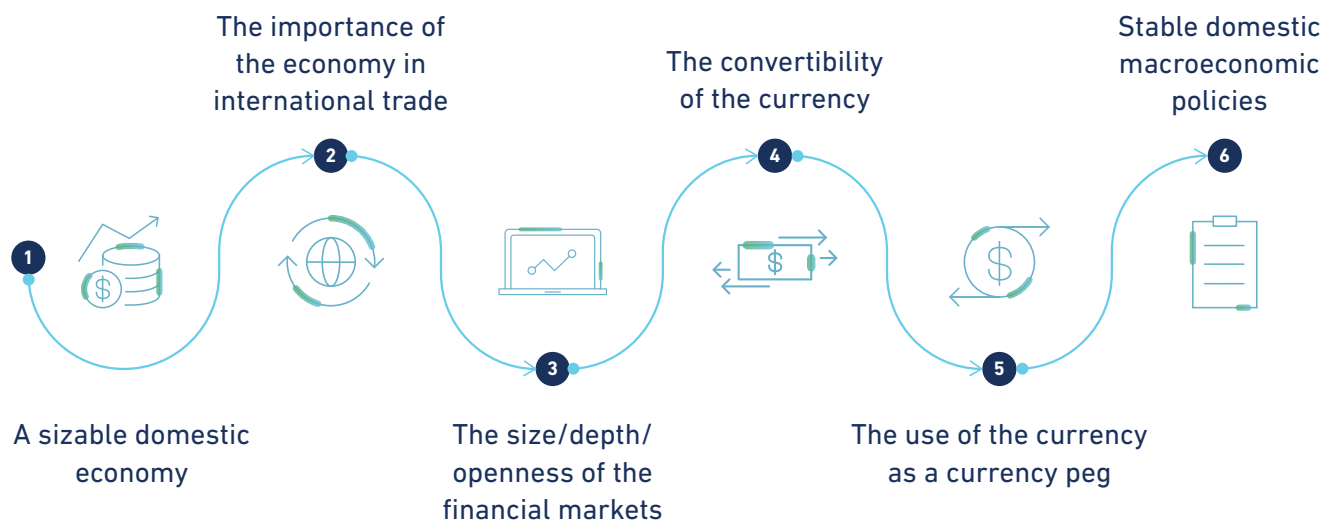 1
A sizable domestic
economy
2
The importance of
the economy in
international trade
3
The size/depth/
openness of the
financial markets
4
The convertibility
of the currency
5
The use of the currency
as a currency peg
6
Stable domestic
macroeconomic
policies
$
$
$